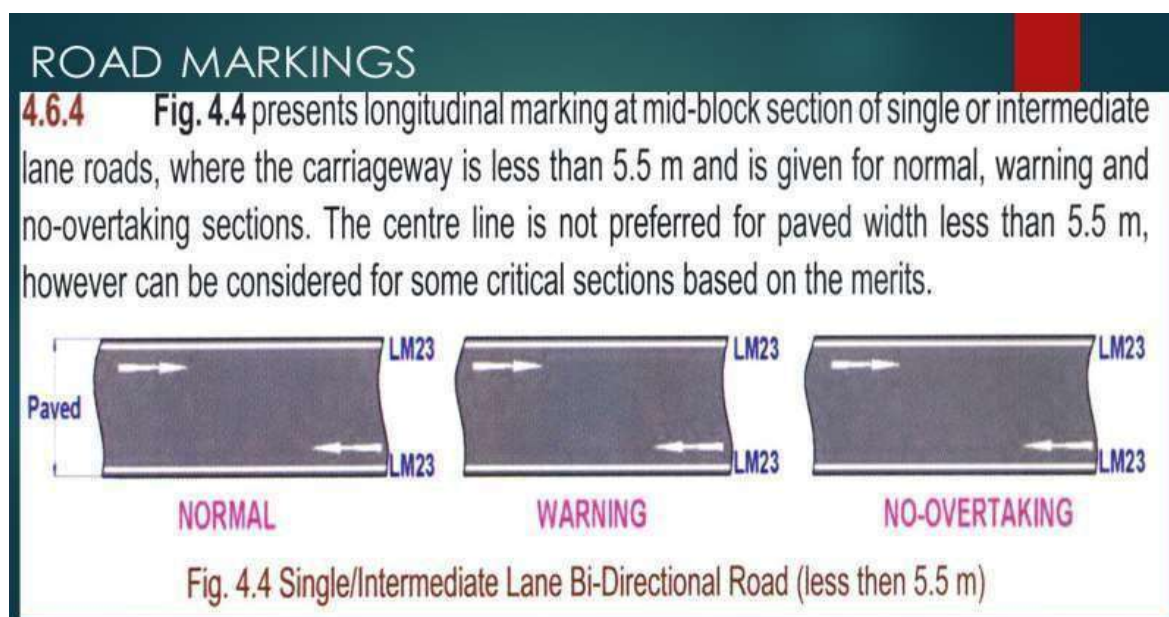 ROAD MARKINGS
4.6.4 Fig. 4.4 presents longitudinal marking at mid-block section of single or intermediate
lane roads, where the carriageway is less than 5.5 m and is given for normal, warning and
no-overtaking sections. The centre line is not preferred for paved width less than 5.5 m,
however can be considered for some critical sections based on the merits.
LM23 LM23 LM23
Paved
LM23 LM23 LM23
NORMAL WARNING NO-OVERTAKING
Fig. 4.4 Single/Intermediate Lane Bi-Directional Road (less then 5.5 m)